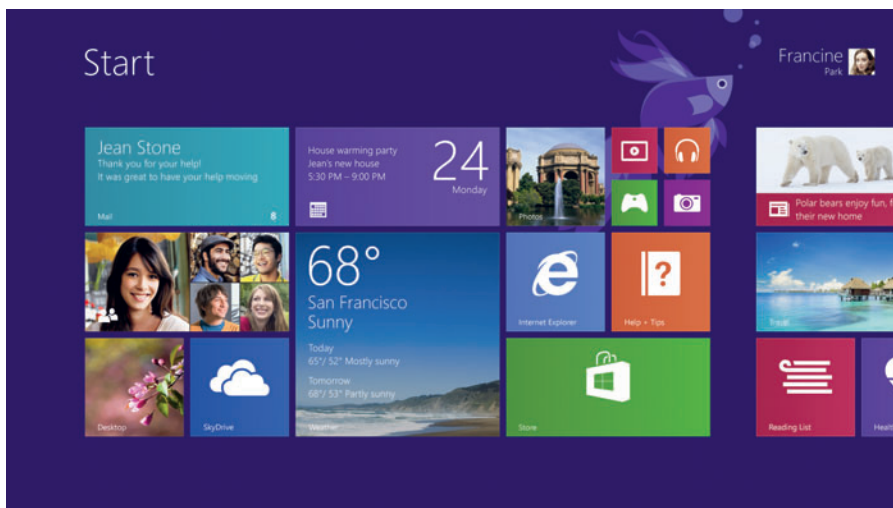 Start
Francine
Park
Jean Stone
Thank you for your help!
It was great to have your help moving
Mail
8
House warming party
Jean's new house
5:30 PM – 9:00 PM
24
Monday
Photos
Polar bears enjoy fun, f
their new home
68°
San Francisco
Sunny
Today
65°/ 52° Mostly sunny
Tomorrow
68°/ 53° Partly sunny
Weather
Internet Explorer
?
Help + Tips
Travel
Desktop
SkyDrive
Store
Reading List
Healt